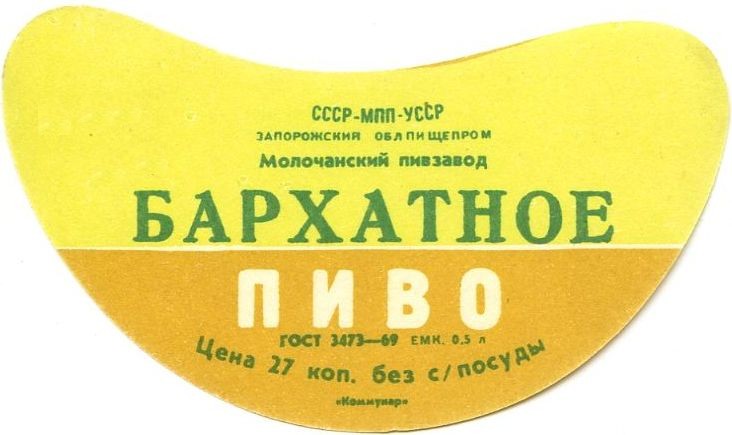 СССР-МПП-УССР
ЗАПОРОЖСКИЙ ОБЛПИЩЕПРОМ
Молочанский пивзавод
БАРХАТНОЕ
ПИВО
ГОСТ 3473—69 ЕМК. 0,5 л
Цена 27 коп. без с/посуды
«Коммунар»